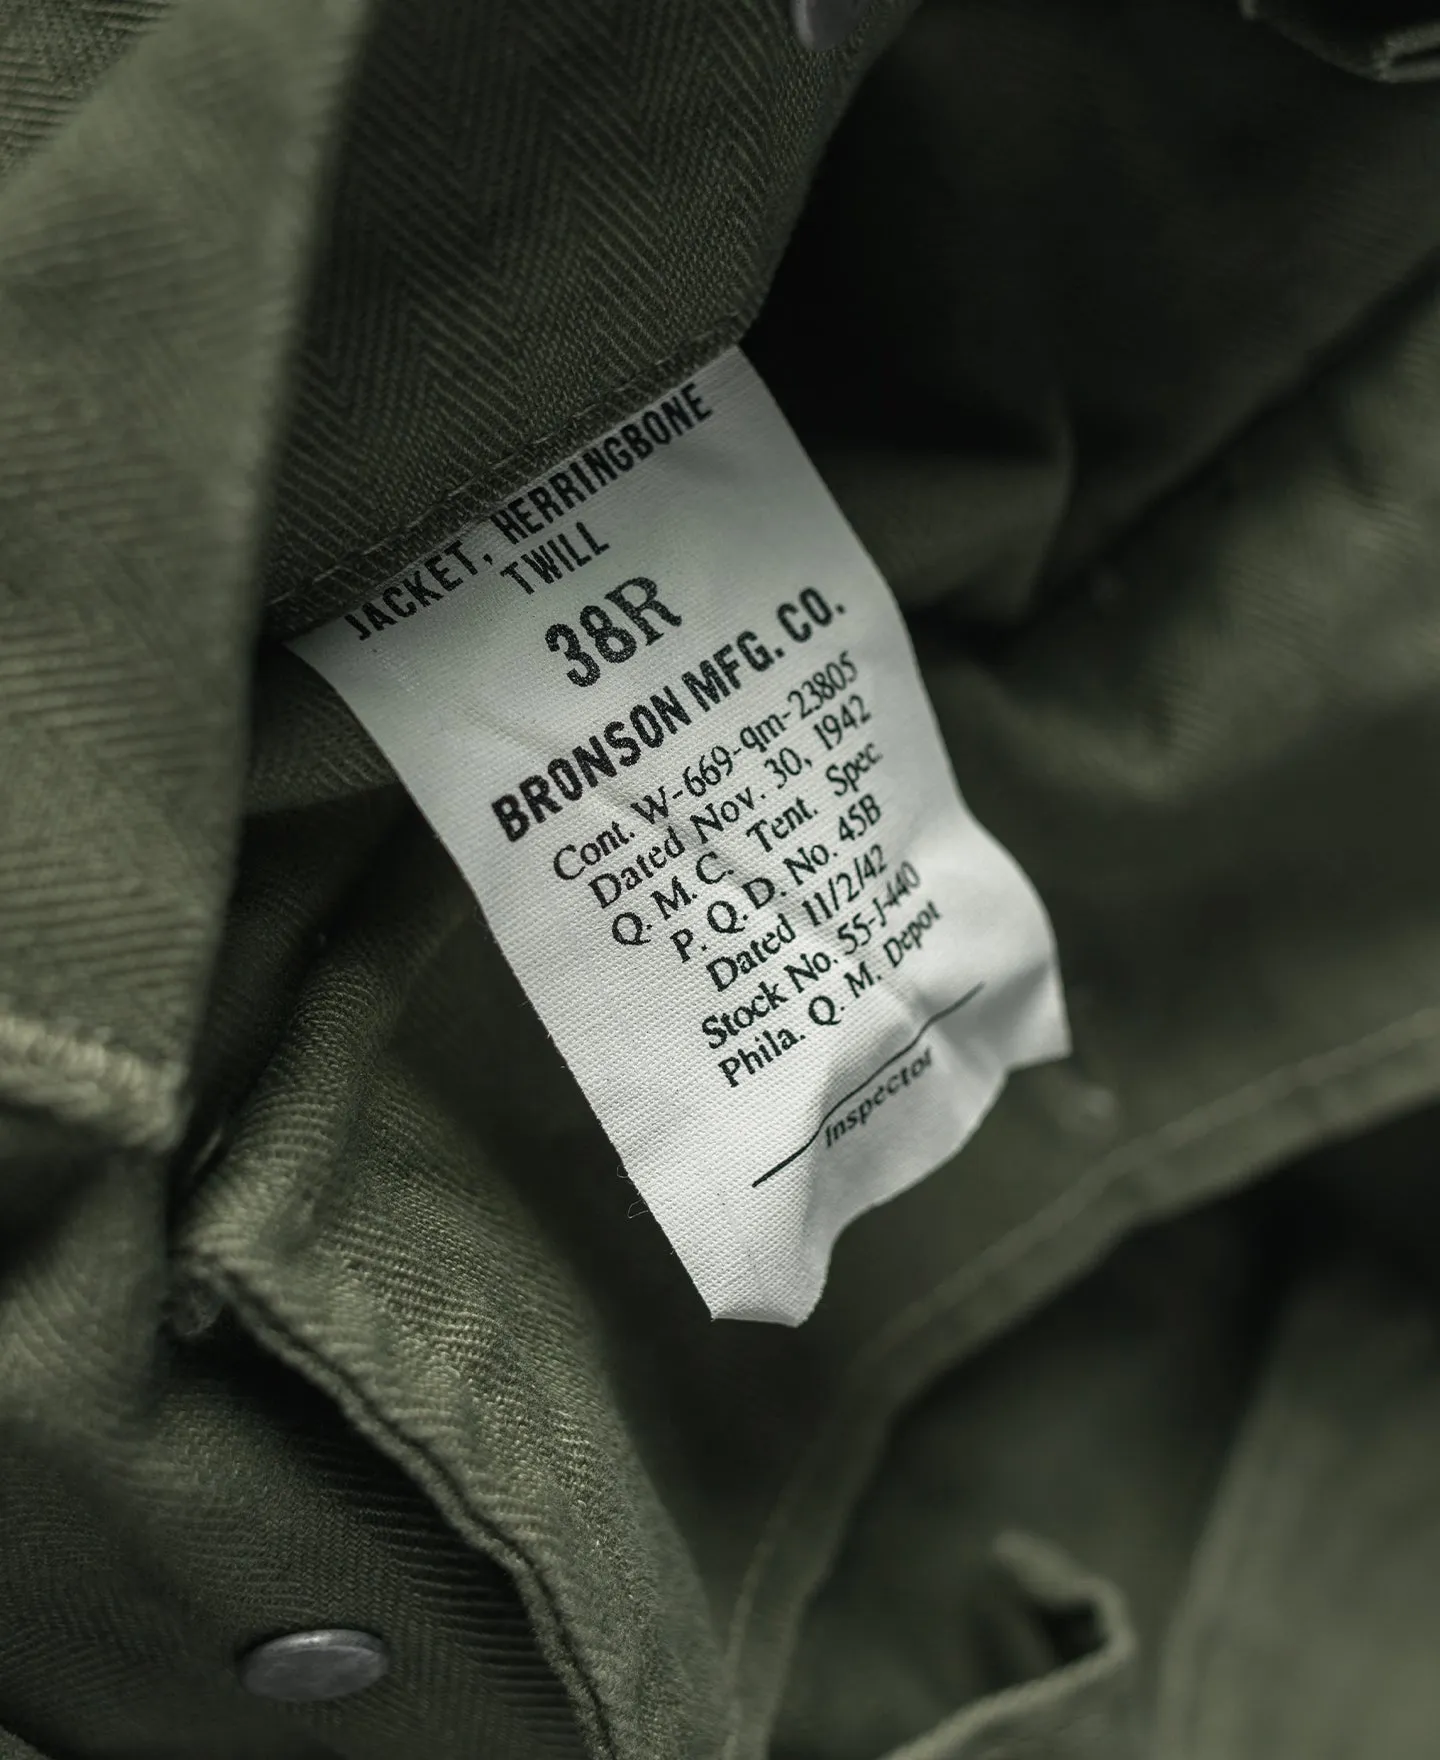 JACKET, HERRINGBONE
TWILL
38R
BRONSON MFG. CO.
Cont. W-669-qm-23805
Dated Nov. 30, 1942
Q. M. C. Tent. Spec.
P. Q. D. No. 45B
Dated 11/2/42
Stock No. 55-J-440
Phila. Q. M. Depot
Inspector